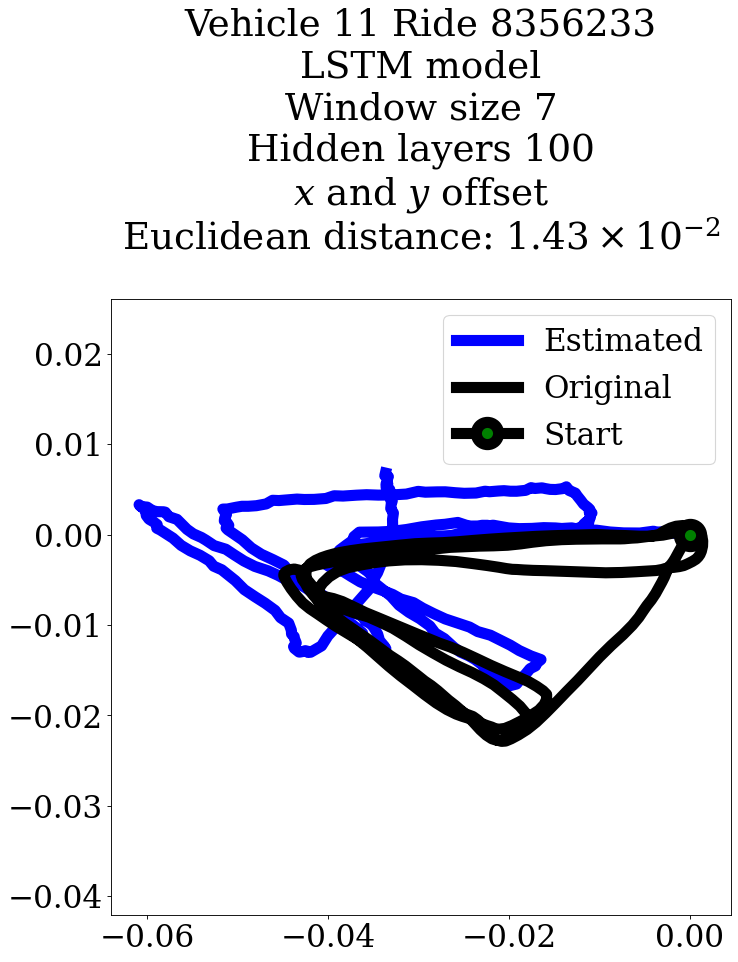 Vehicle 11 Ride 8356233
LSTM model
Window size 7
Hidden layers 100
x and y offset
Euclidean distance: 1.43 × 10⁻²
Estimated
Original
Start
0.02
0.01
0.00
−0.01
−0.02
−0.03
−0.04
−0.06 −0.04 −0.02 0.00